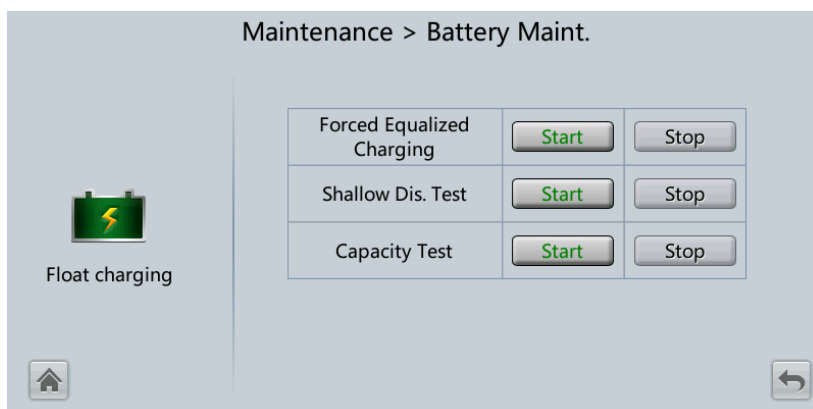 Maintenance > Battery Maint.
Forced Equalized
Charging
Start
Stop
Shallow Dis. Test
Start
Stop
Capacity Test
Start
Stop
Float charging